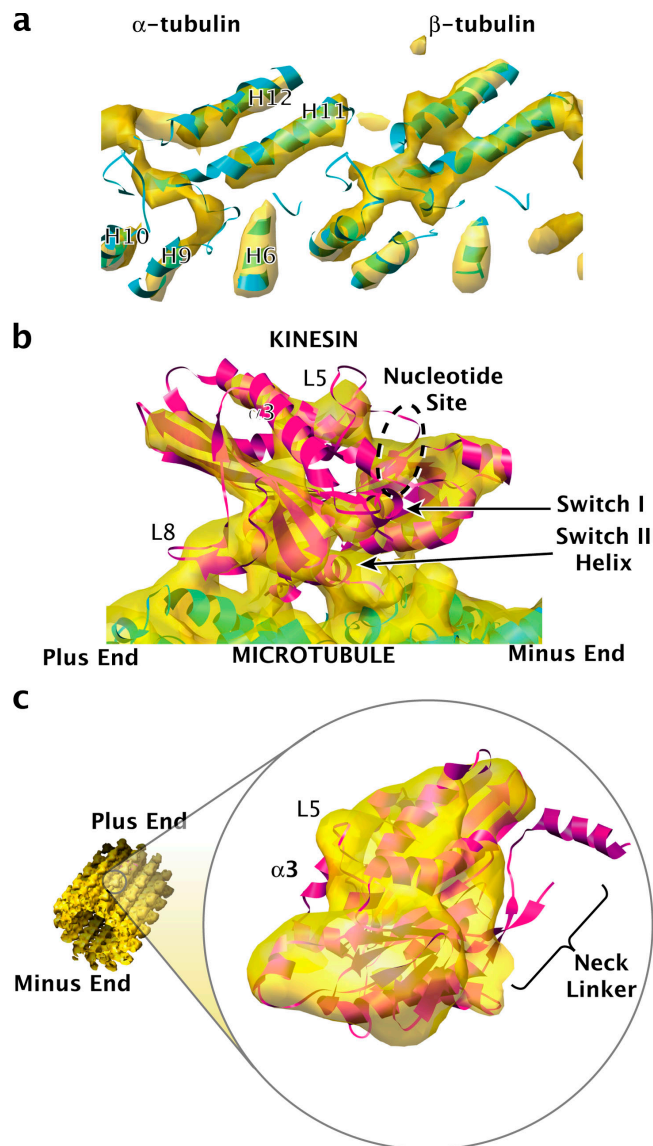 a
α-tubulin β-tubulin
H12
H11
H10
H9
H6
b
KINESIN
L5
Nucleotide
Site
α3
Switch I
L8
Switch II
Helix
Plus End
MICROTUBULE
Minus End
c
L5
Plus End
α3
Minus End
Neck
Linker